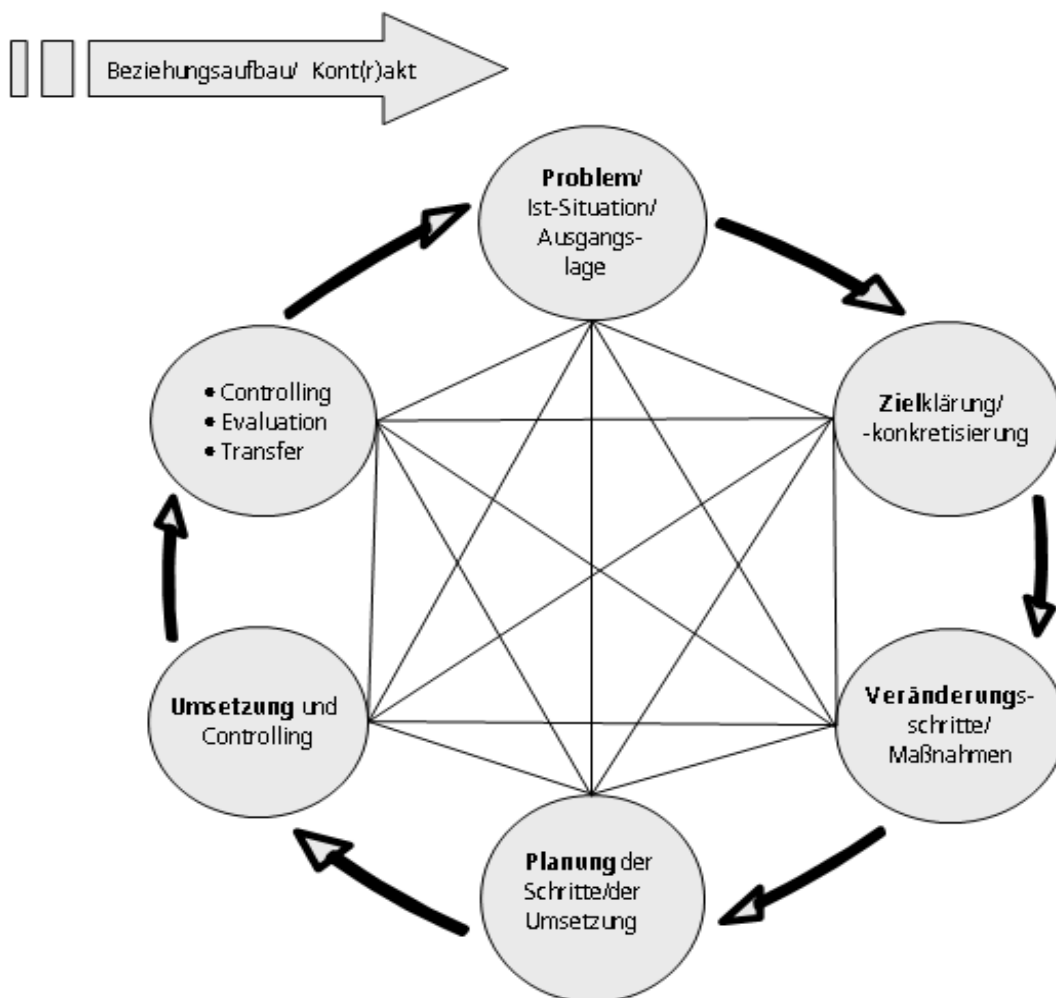 Beziehungsaufbau/ Kont(r)akt
Problem/
Ist-Situation/
Ausgangs-
lage
Zielklärung/
-konkretisierung
Veränderungs-
schritte/
Maßnahmen
Planung der
Schritte/der
Umsetzung
Umsetzung und
Controlling
• Controlling
• Evaluation
• Transfer